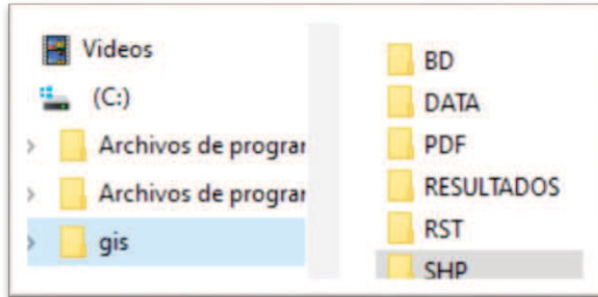 Videos
(C:)
Archivos de prograr
Archivos de prograr
gis
BD
DATA
PDF
RESULTADOS
RST
SHP